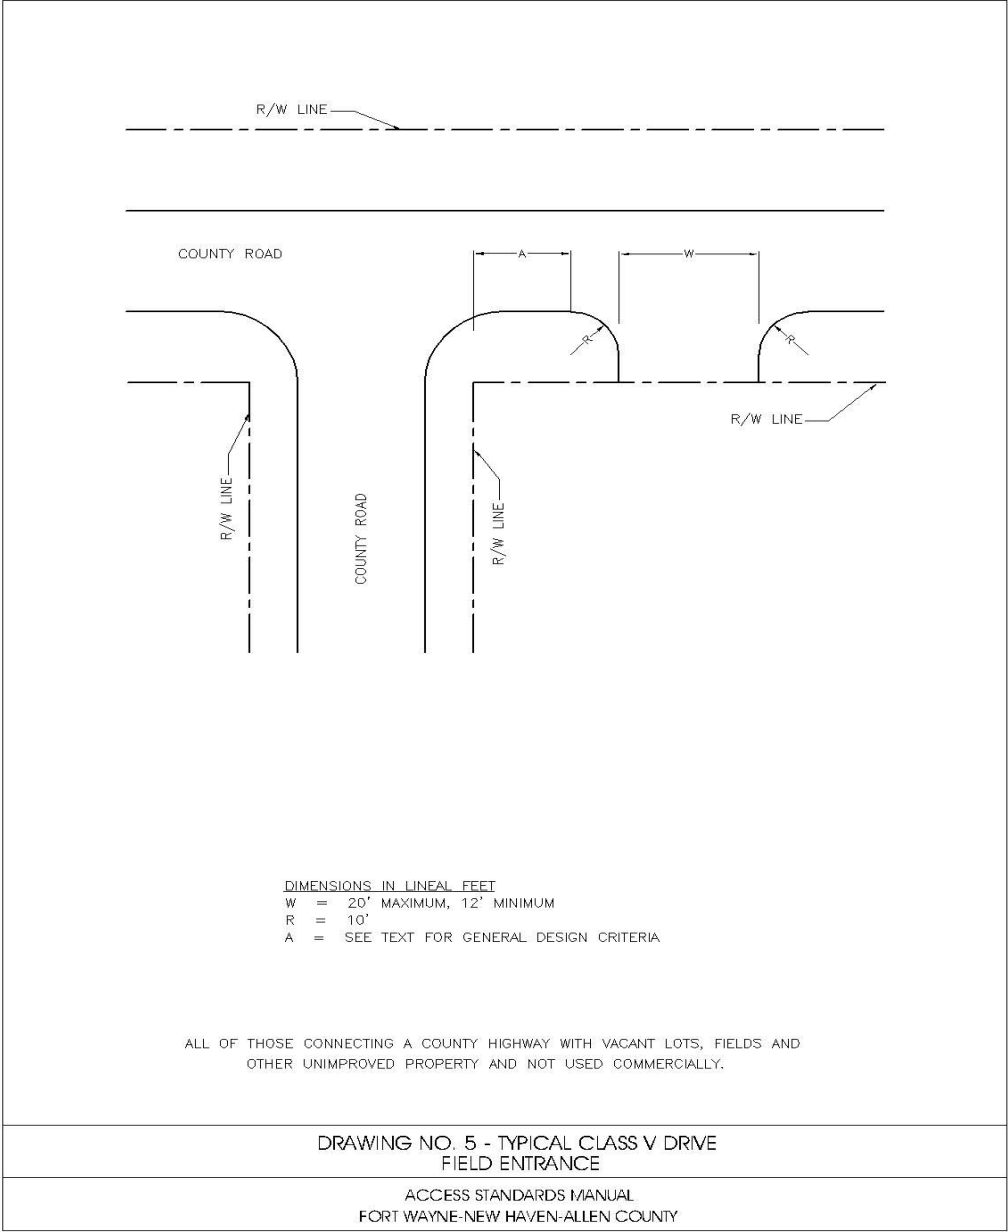 R/W LINE
COUNTY ROAD
A
W
R
R
R/W LINE
R/W LINE
COUNTY ROAD
R/W LINE
DIMENSIONS IN LINEAL FEET
W = 20' MAXIMUM, 12' MINIMUM
R = 10'
A = SEE TEXT FOR GENERAL DESIGN CRITERIA
ALL OF THOSE CONNECTING A COUNTY HIGHWAY WITH VACANT LOTS, FIELDS AND
OTHER UNIMPROVED PROPERTY AND NOT USED COMMERCIALLY.
DRAWING NO. 5 - TYPICAL CLASS V DRIVE
FIELD ENTRANCE
ACCESS STANDARDS MANUAL
FORT WAYNE-NEW HAVEN-ALLEN COUNTY